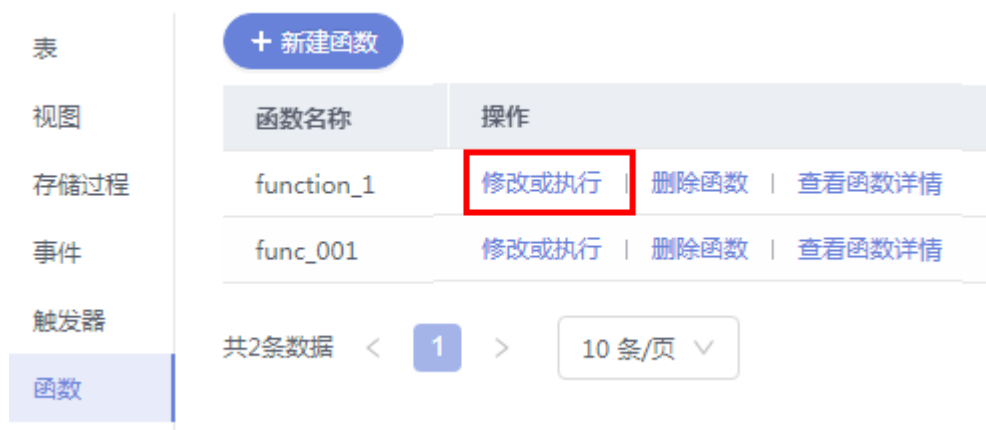 表
视图
存储过程
事件
触发器
函数
+ 新建函数
函数名称 操作
function_1 修改或执行 | 删除函数 | 查看函数详情
func_001 修改或执行 | 删除函数 | 查看函数详情
共2条数据 < 1 > 10 条/页